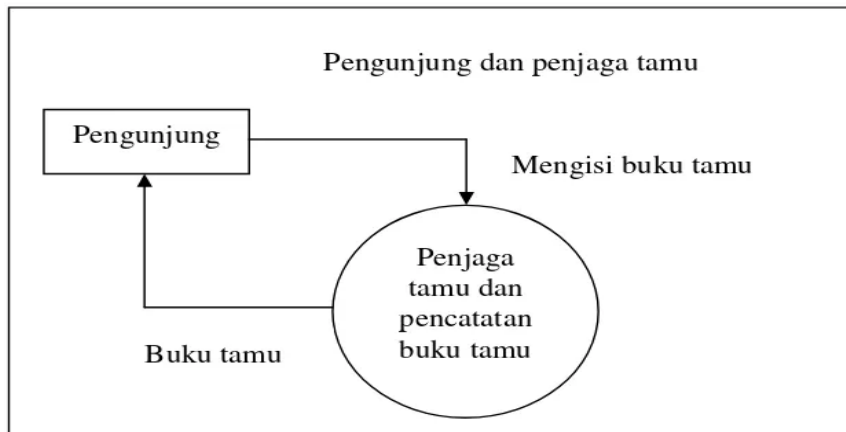 Pengunjung dan penjaga tamu
Pengunjung
Mengisi buku tamu
Penjaga
tamu dan
pencatatan
buku tamu
Buku tamu